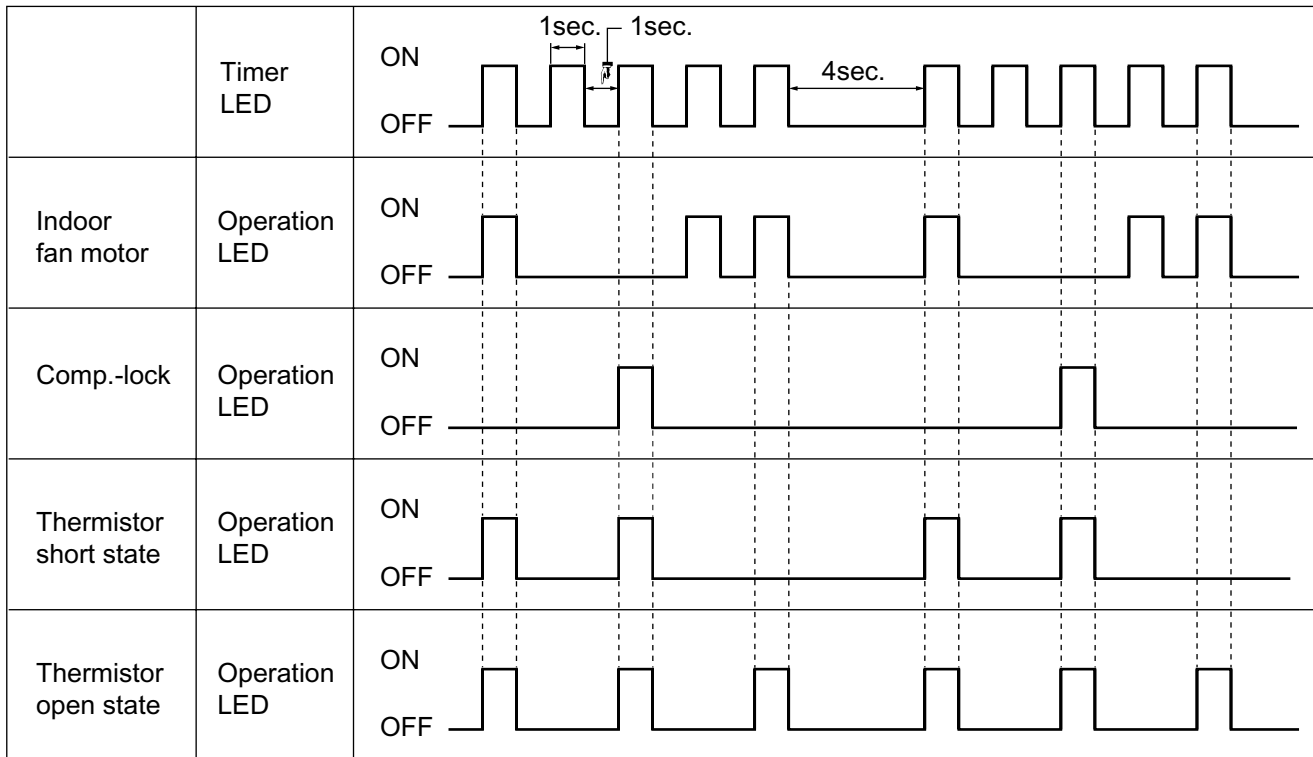 1sec. 1sec.
Timer
LED
ON
OFF
4sec.
Indoor
fan motor
Operation
LED
ON
OFF
Comp.-lock
Operation
LED
ON
OFF
Thermistor
short state
Operation
LED
ON
OFF
Thermistor
open state
Operation
LED
ON
OFF